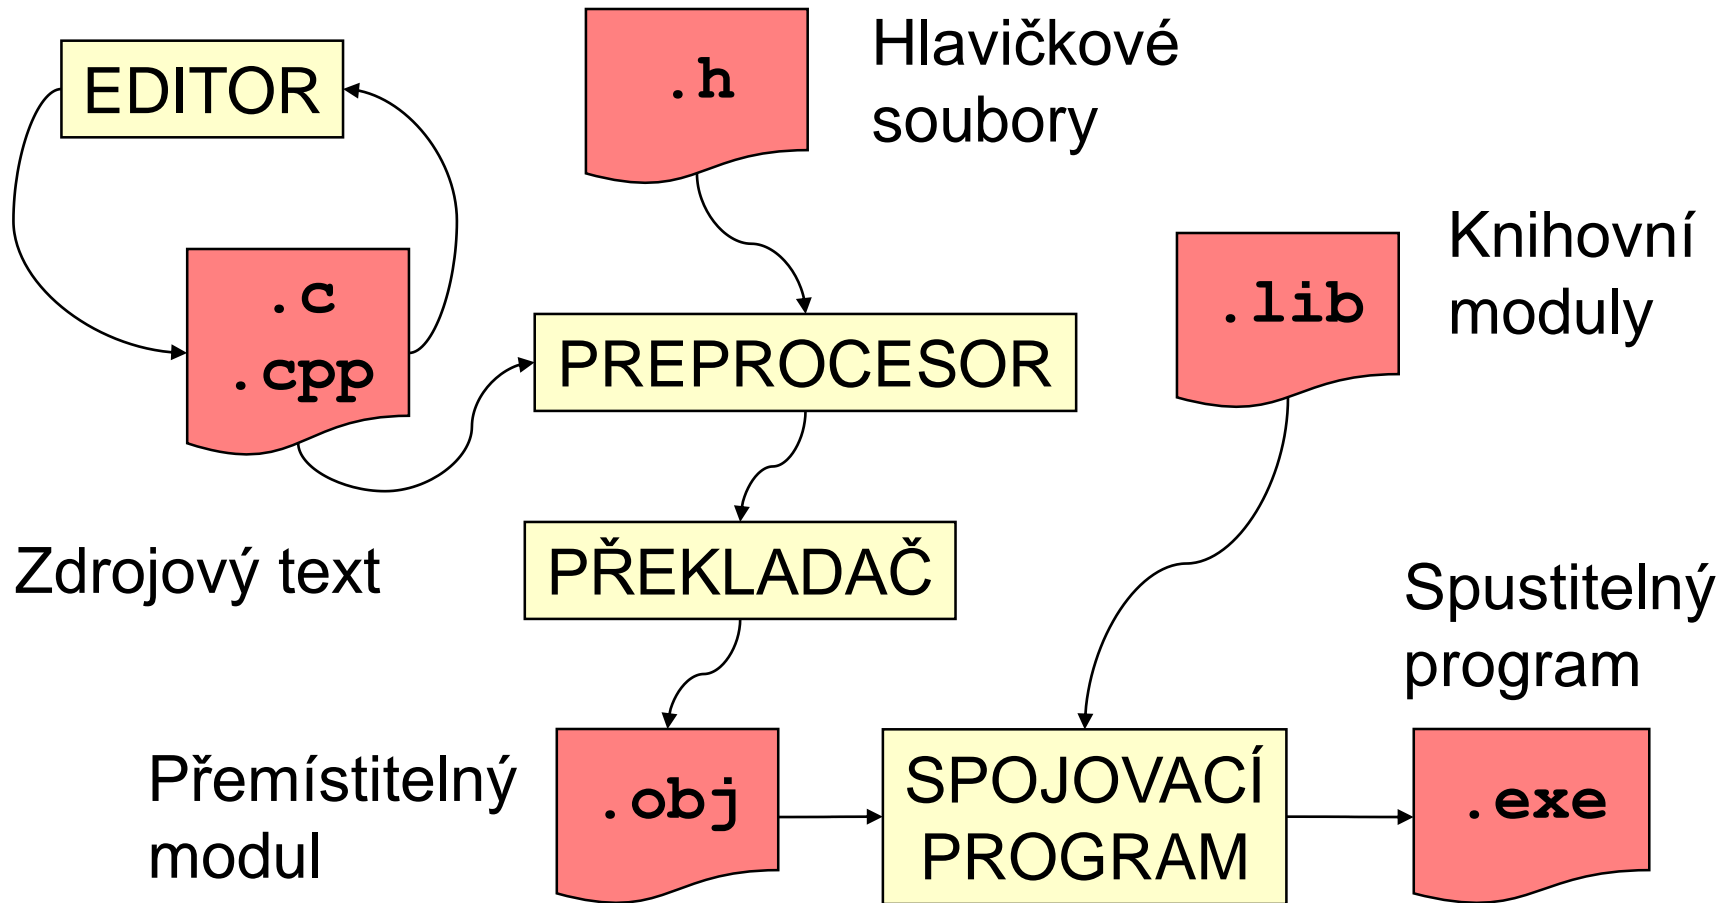 EDITOR
.h
Hlavičkové
soubory
.c
.cpp
PREPROCESOR
.lib
Knihovní
moduly
Zdrojový text
PŘEKLADAČ
Spustitelný
program
Přemístitelný
modul
.obj
SPOJOVACÍ
PROGRAM
.exe